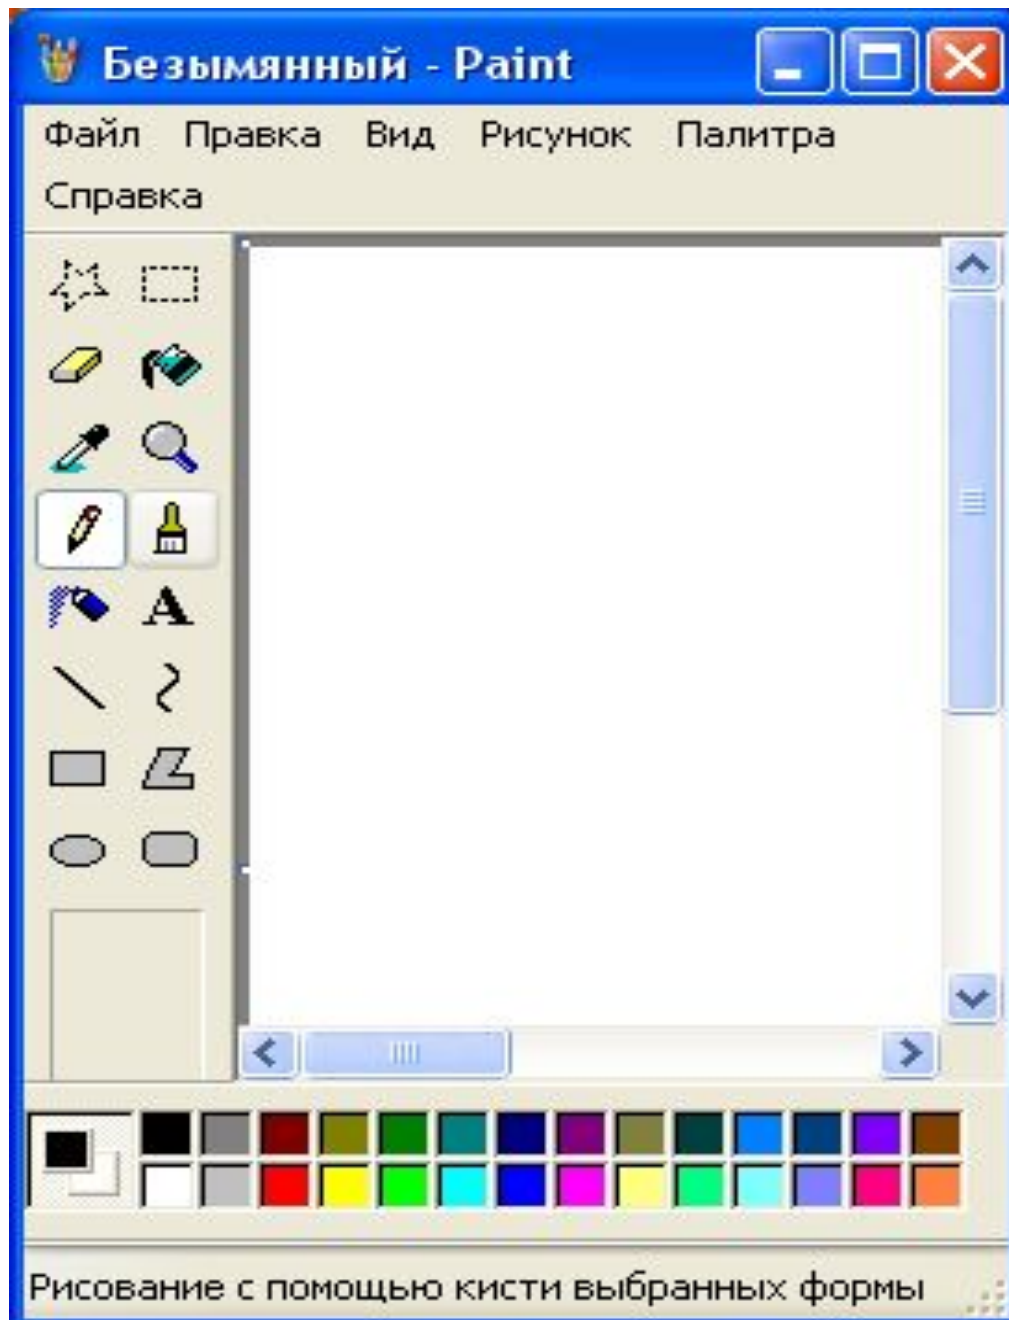 Безымянный - Paint
Файл Правка Вид Рисунок Палитра
Справка
A
Рисование с помощью кисти выбранных формы